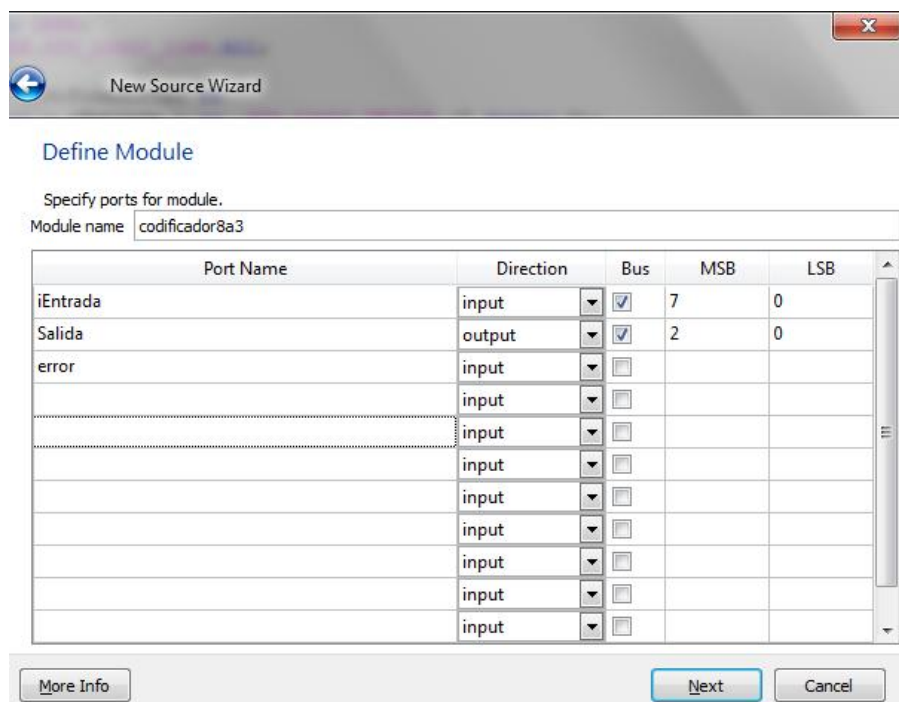 New Source Wizard
Define Module
Specify ports for module.
Module name codificador8a3
Port Name Direction Bus MSB LSB
iEntrada input 7 0
Salida output 2 0
error input
input
input
input
input
input
input
input
input
More Info Next Cancel